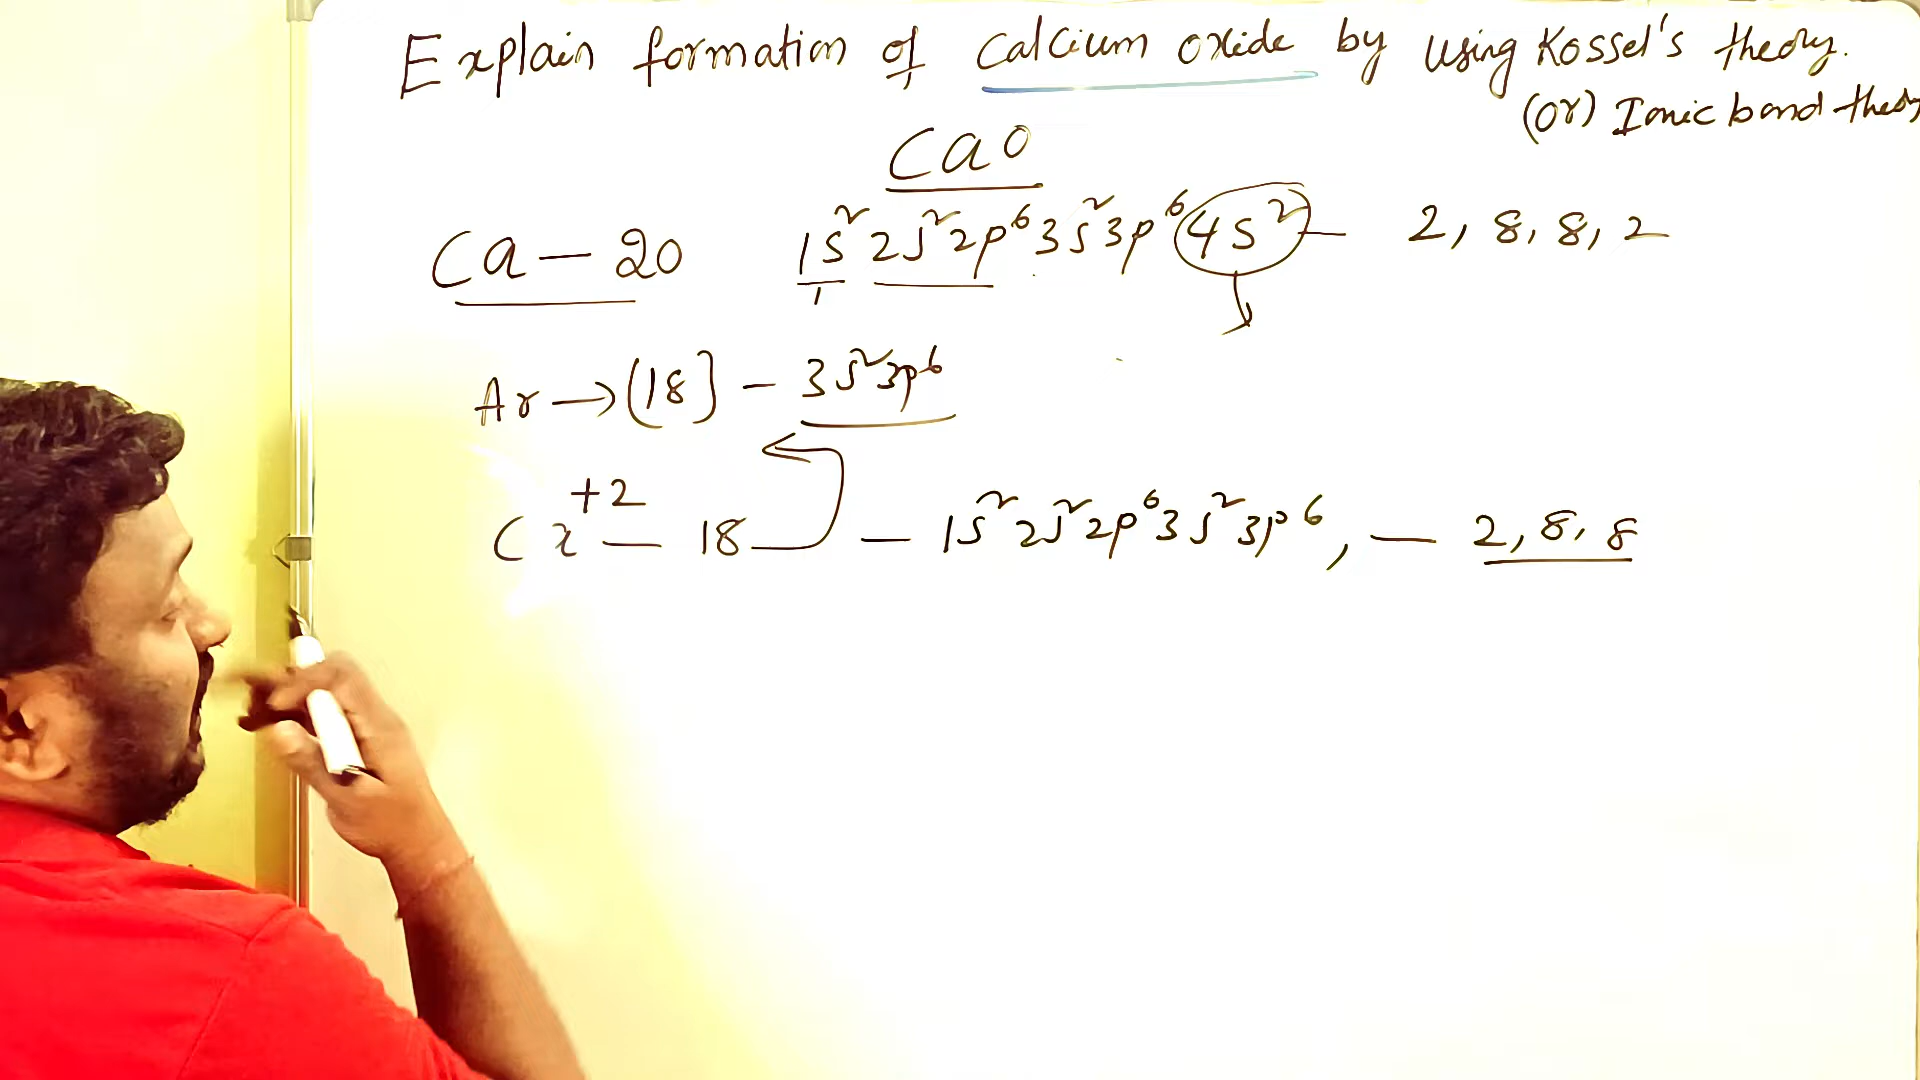 Explain formation of calcium oxide by using Kossel's theory.
(or) Ionic bond theory
CaO
Ca - 20 1s² 2s² 2p⁶ 3s² 3p⁶ 4s² - 2, 8, 8, 2
Ar → (18] - 3s² 3p⁶
Ca⁺² - 18 - 1s² 2s² 2p⁶ 3s² 3p⁶, - 2, 8, 8